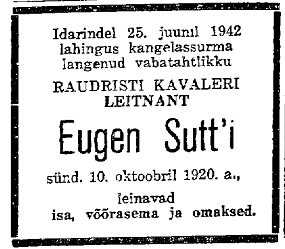 Idarindel 25. juunil 1942
lahingus kangelassurma
langenud vabatahtlikku
RAUDRISTI KAVALERI
LEITNANT
Eugen Sutt'i
sünd. 10. oktoobril 1920. a.,
leinavad
isa, võõrasema ja omaksed.